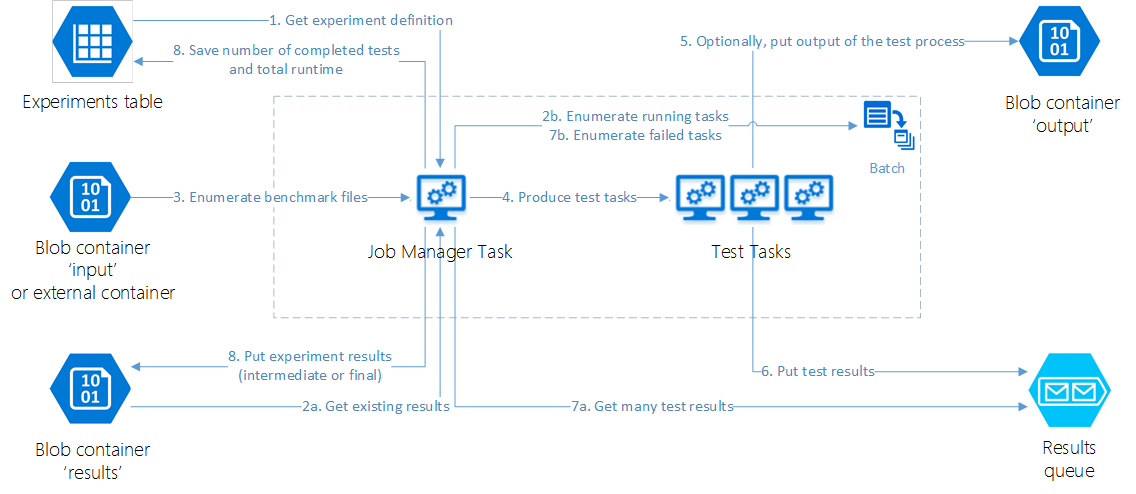 1. Get experiment definition
8. Save number of completed tests
and total runtime
5. Optionally, put output of the test process
10
01
Experiments table
Blob container
‘output’
2b. Enumerate running tasks
7b. Enumerate failed tasks
Batch
10
01
3. Enumerate benchmark files
4. Produce test tasks
Blob container
‘input’
or external container
Job Manager Task
Test Tasks
8. Put experiment results
(intermediate or final)
6. Put test results
10
01
2a. Get existing results
7a. Get many test results
Blob container
‘results’
Results
queue